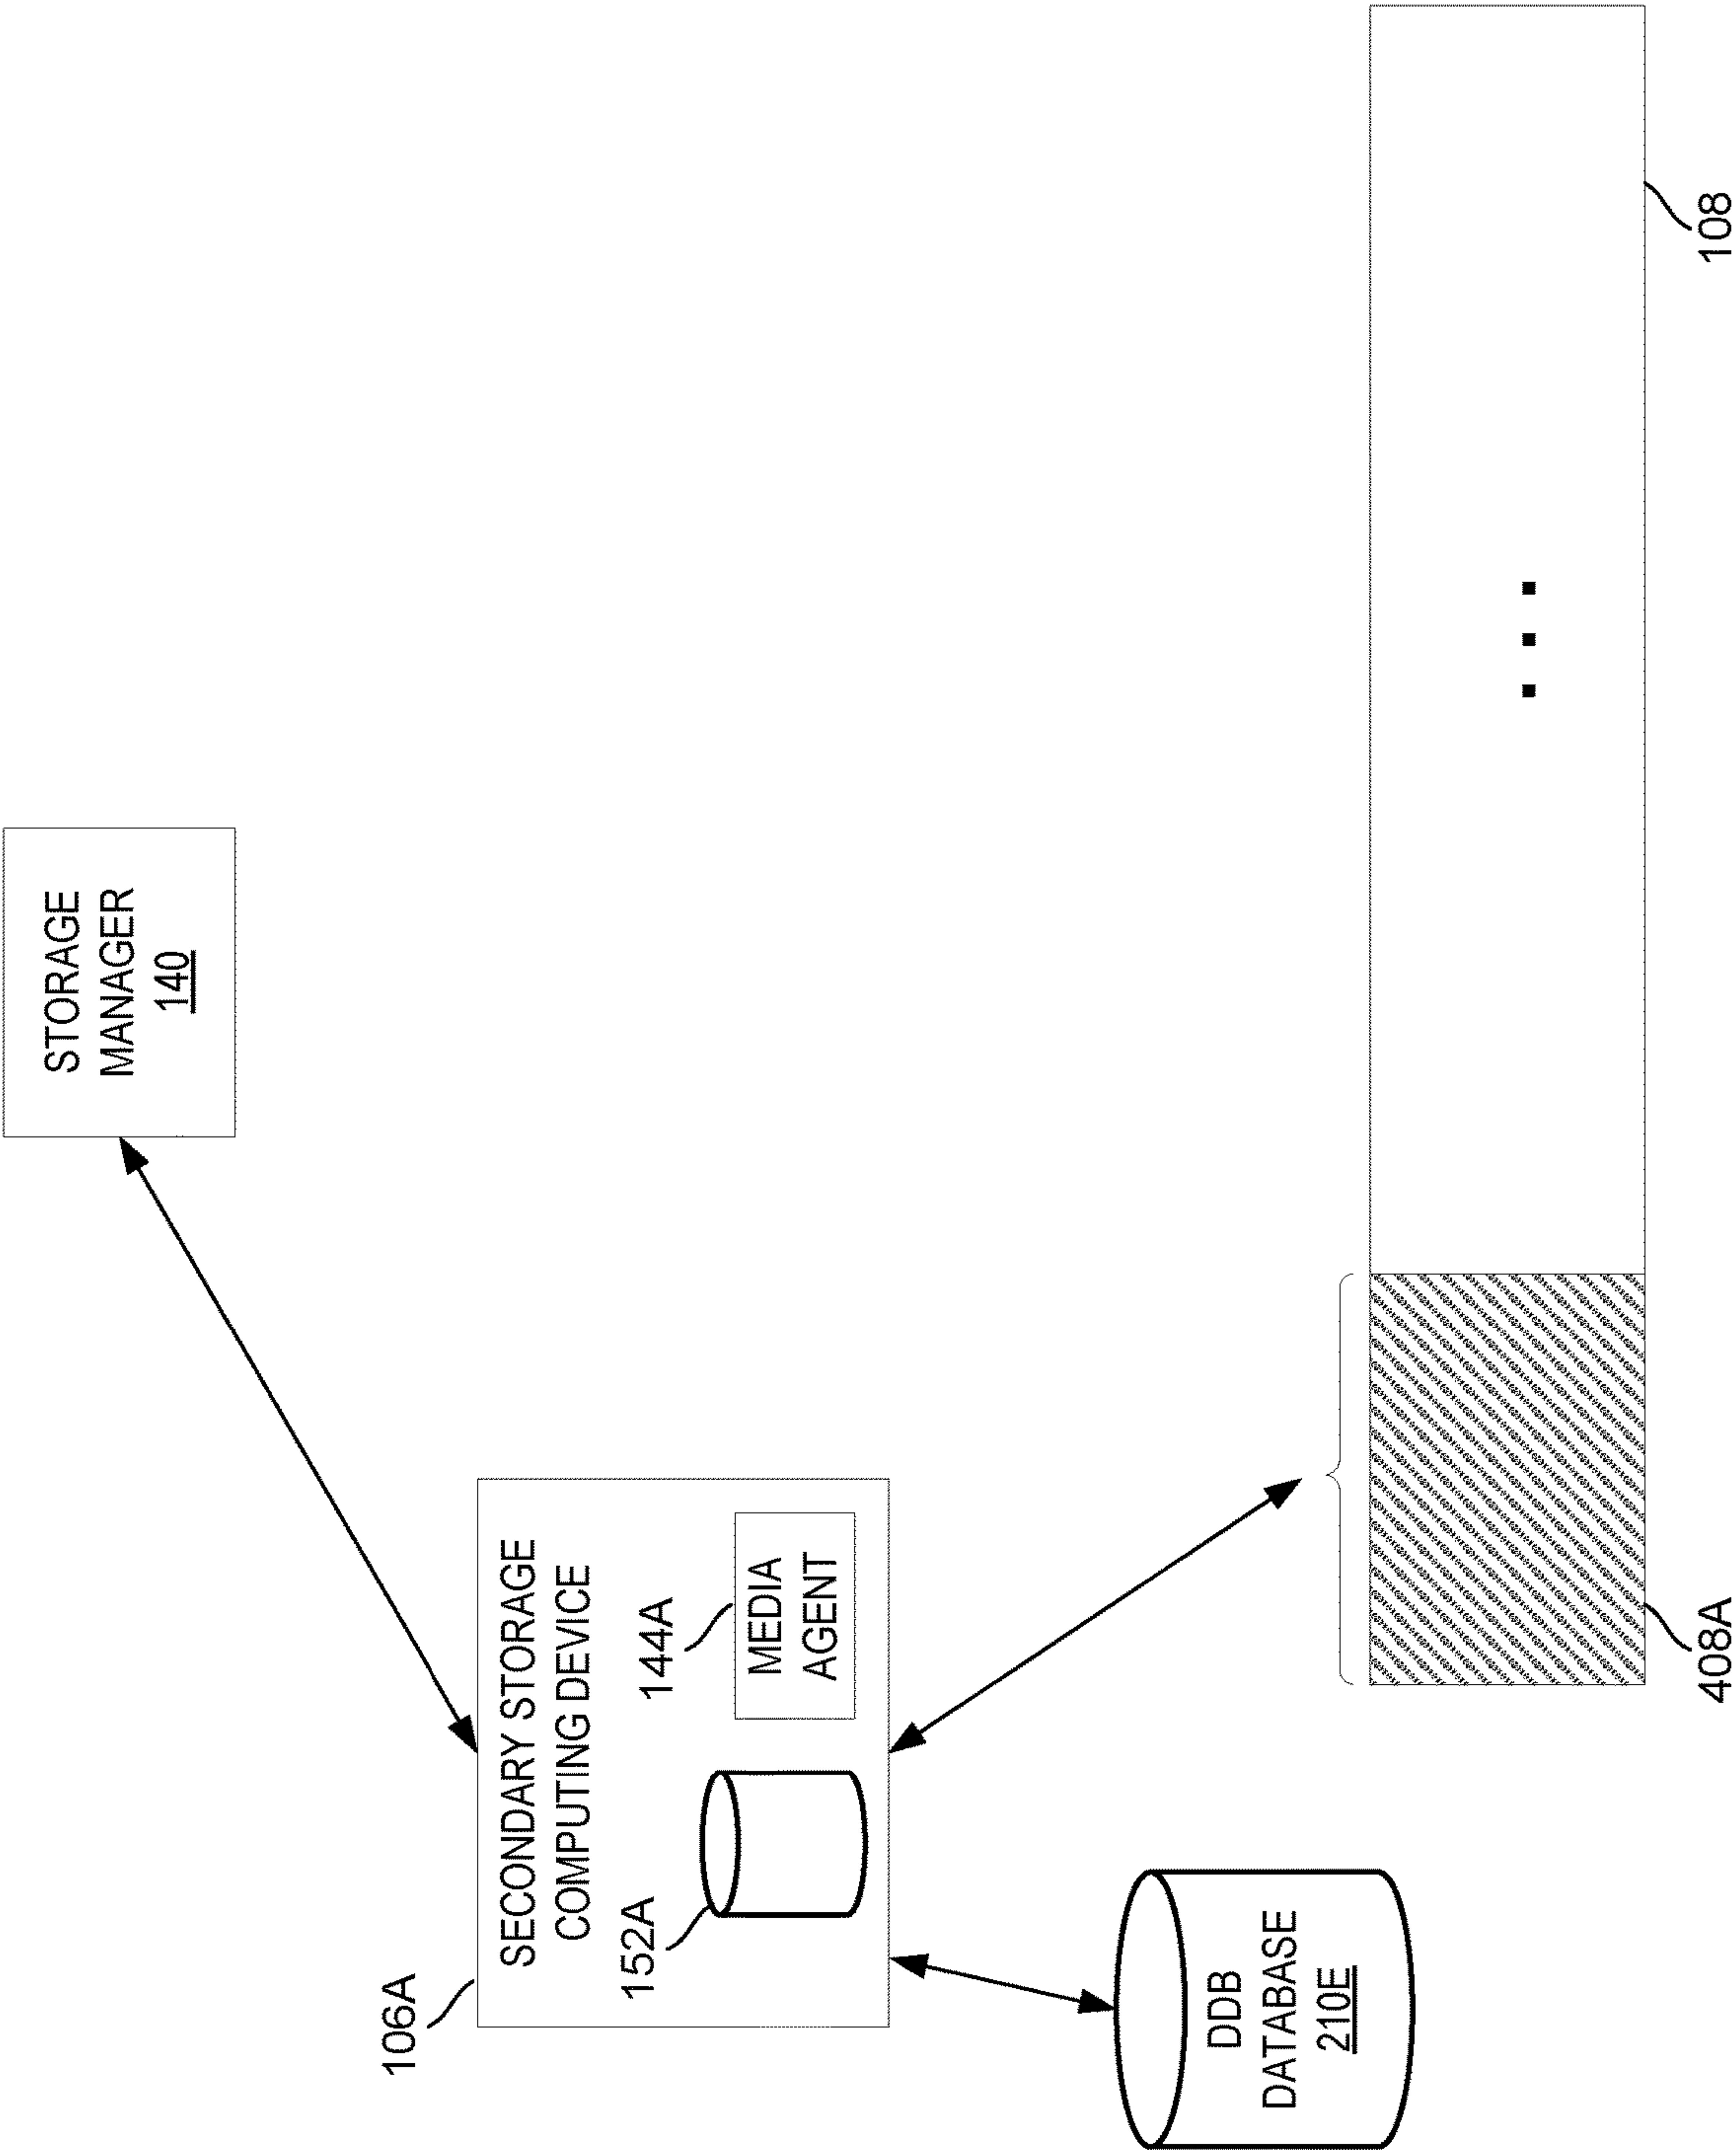 STORAGE
MANAGER
140
106A
SECONDARY STORAGE
COMPUTING DEVICE
152A
144A
MEDIA
AGENT
DDB
DATABASE
210E
408A
108